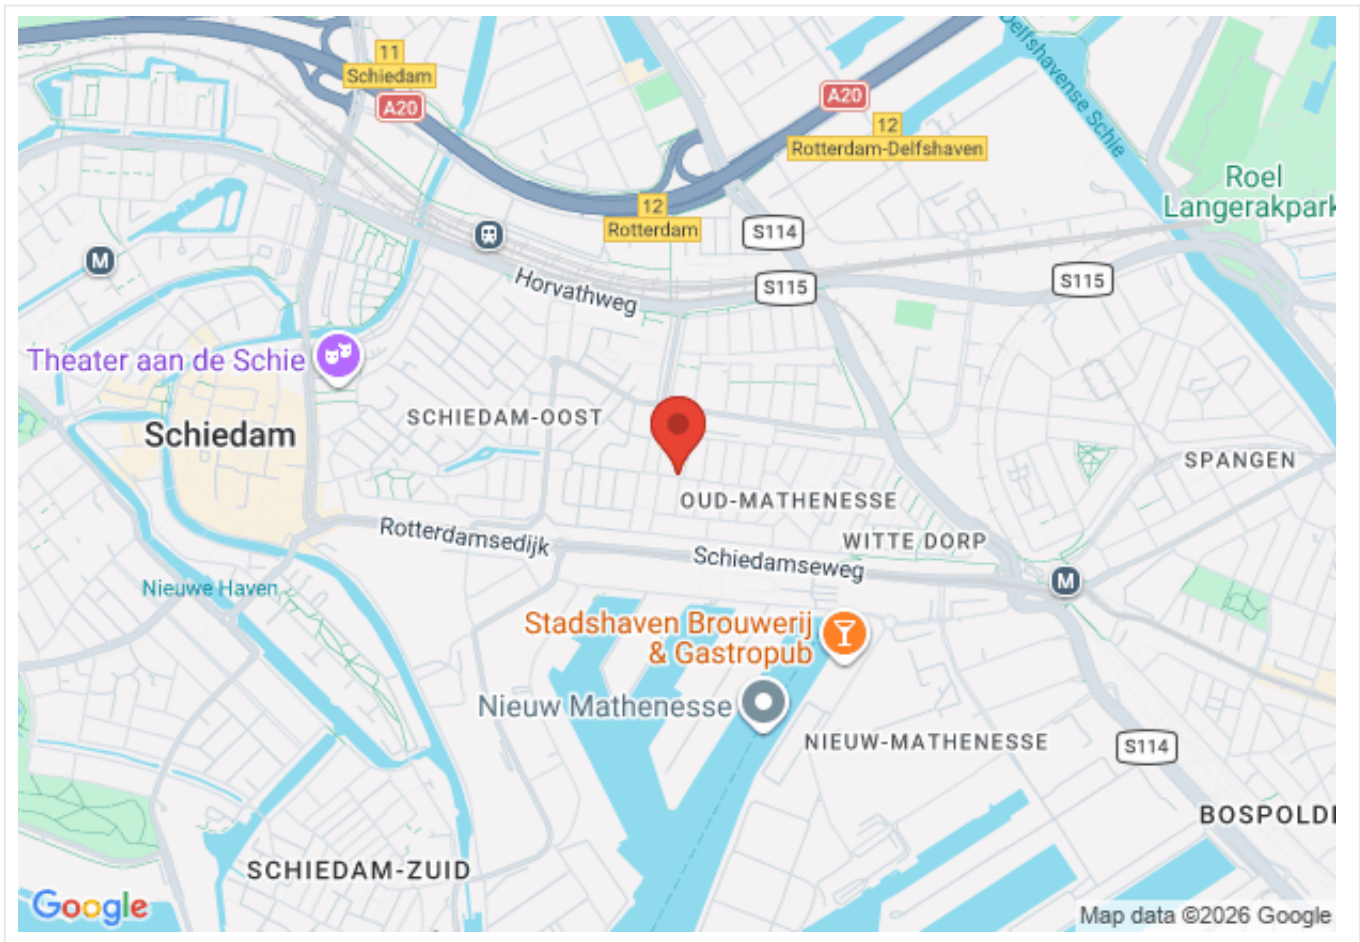 11
Schiedam
A20
A20
12
Rotterdam-Delfshaven
Delfshavense Schie
Roel
Langerakpark
12
Rotterdam
S114
M
Horvathweg
S115
S115
Theater aan de Schie
SCHIEDAM-OOST
Schiedam
SPANGEN
OUD-MATHENESSE
Rotterdamsedijk
WITTE DORP
Schiedamseweg
M
Nieuwe Haven
Stadshaven Brouwerij
& Gastropub
Nieuw Mathenesse
NIEUW-MATHENESSE
S114
BOSPOLD
SCHIEDAM-ZUID
Google
Map data ©2026 Google